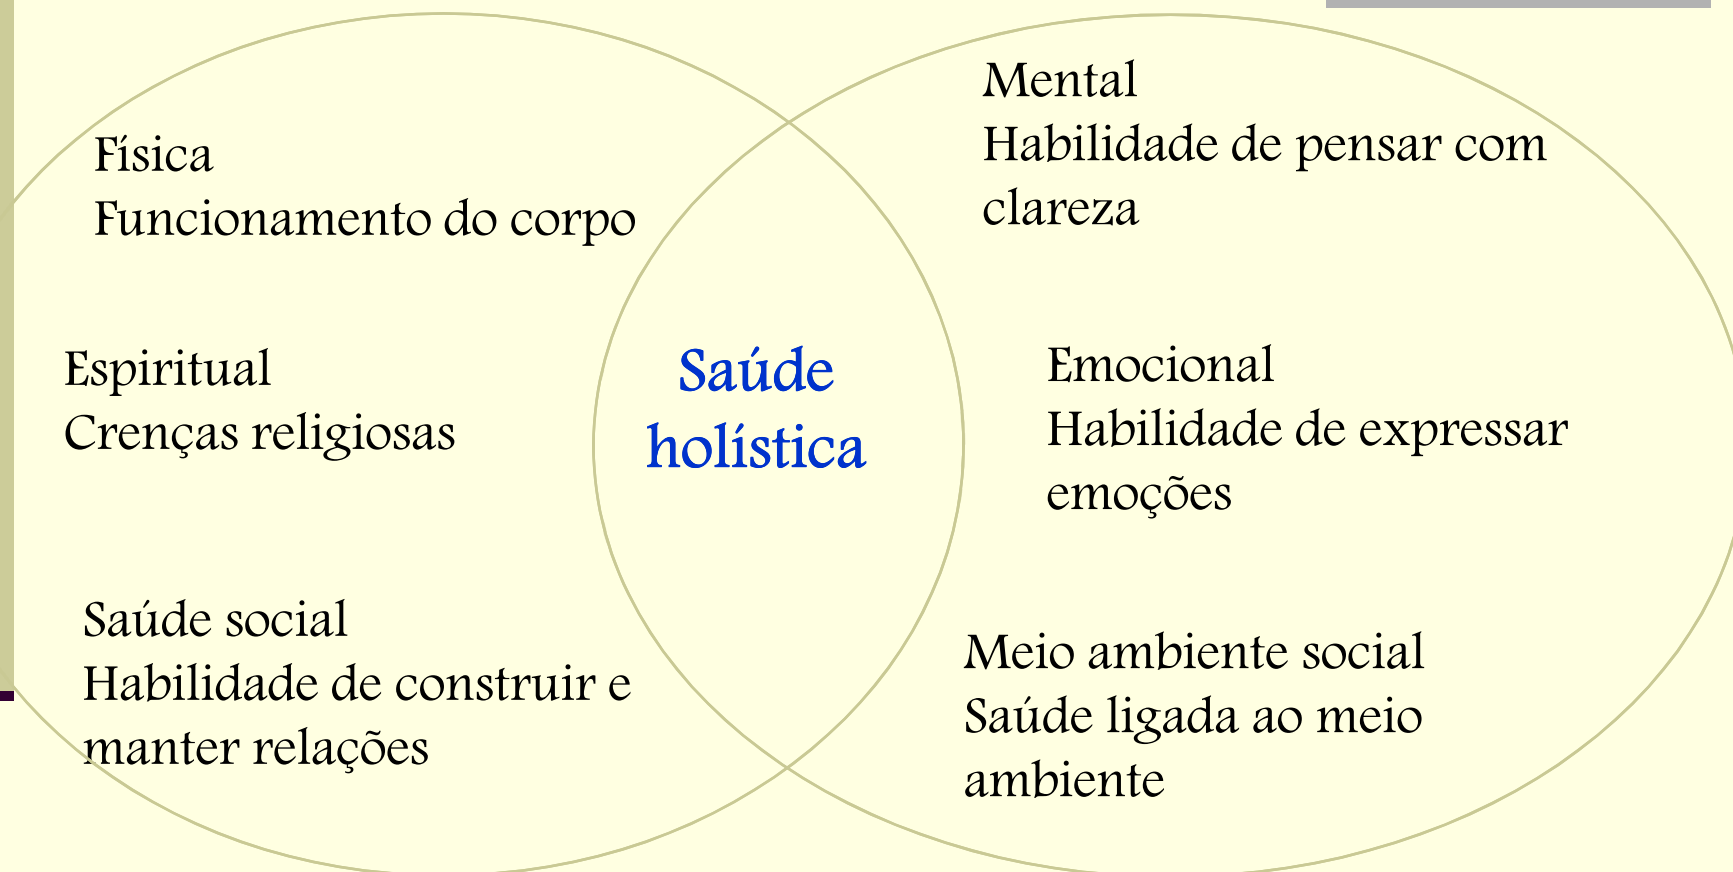 Física
Funcionamento do corpo
Espiritual
Crenças religiosas
Saúde social
Habilidade de construir e
manter relações
Saúde
holística
Mental
Habilidade de pensar com
clareza
Emocional
Habilidade de expressar
emoções
Meio ambiente social
Saúde ligada ao meio
ambiente